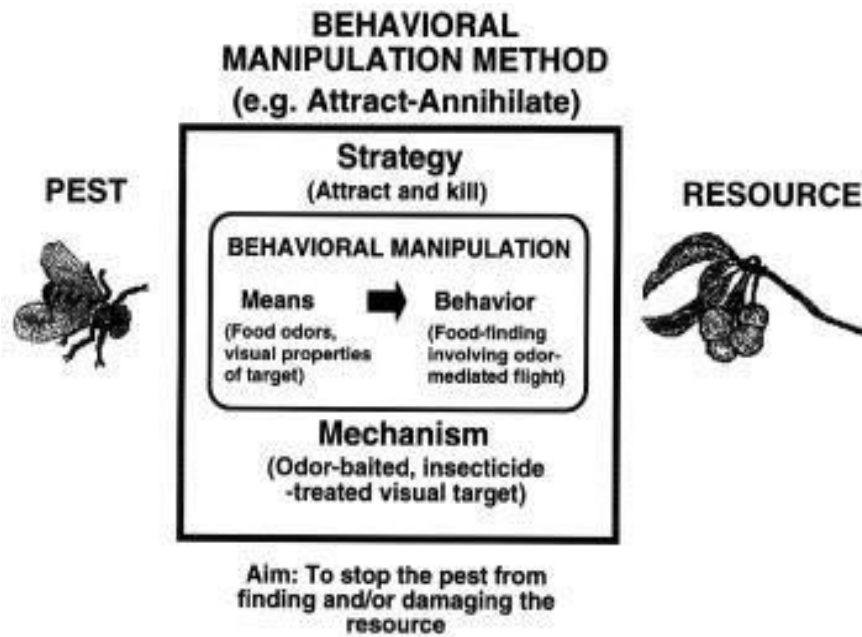 BEHAVIORAL
MANIPULATION METHOD
(e.g. Attract-Annihilate)
Strategy
(Attract and kill)
PEST
RESOURCE
BEHAVIORAL MANIPULATION
Means
Behavior
(Food odors,
visual properties
of target)
(Food-finding
involving odor-
mediated flight)
Mechanism
(Odor-baited, insecticide
-treated visual target)
Aim: To stop the pest from
finding and/or damaging the
resource